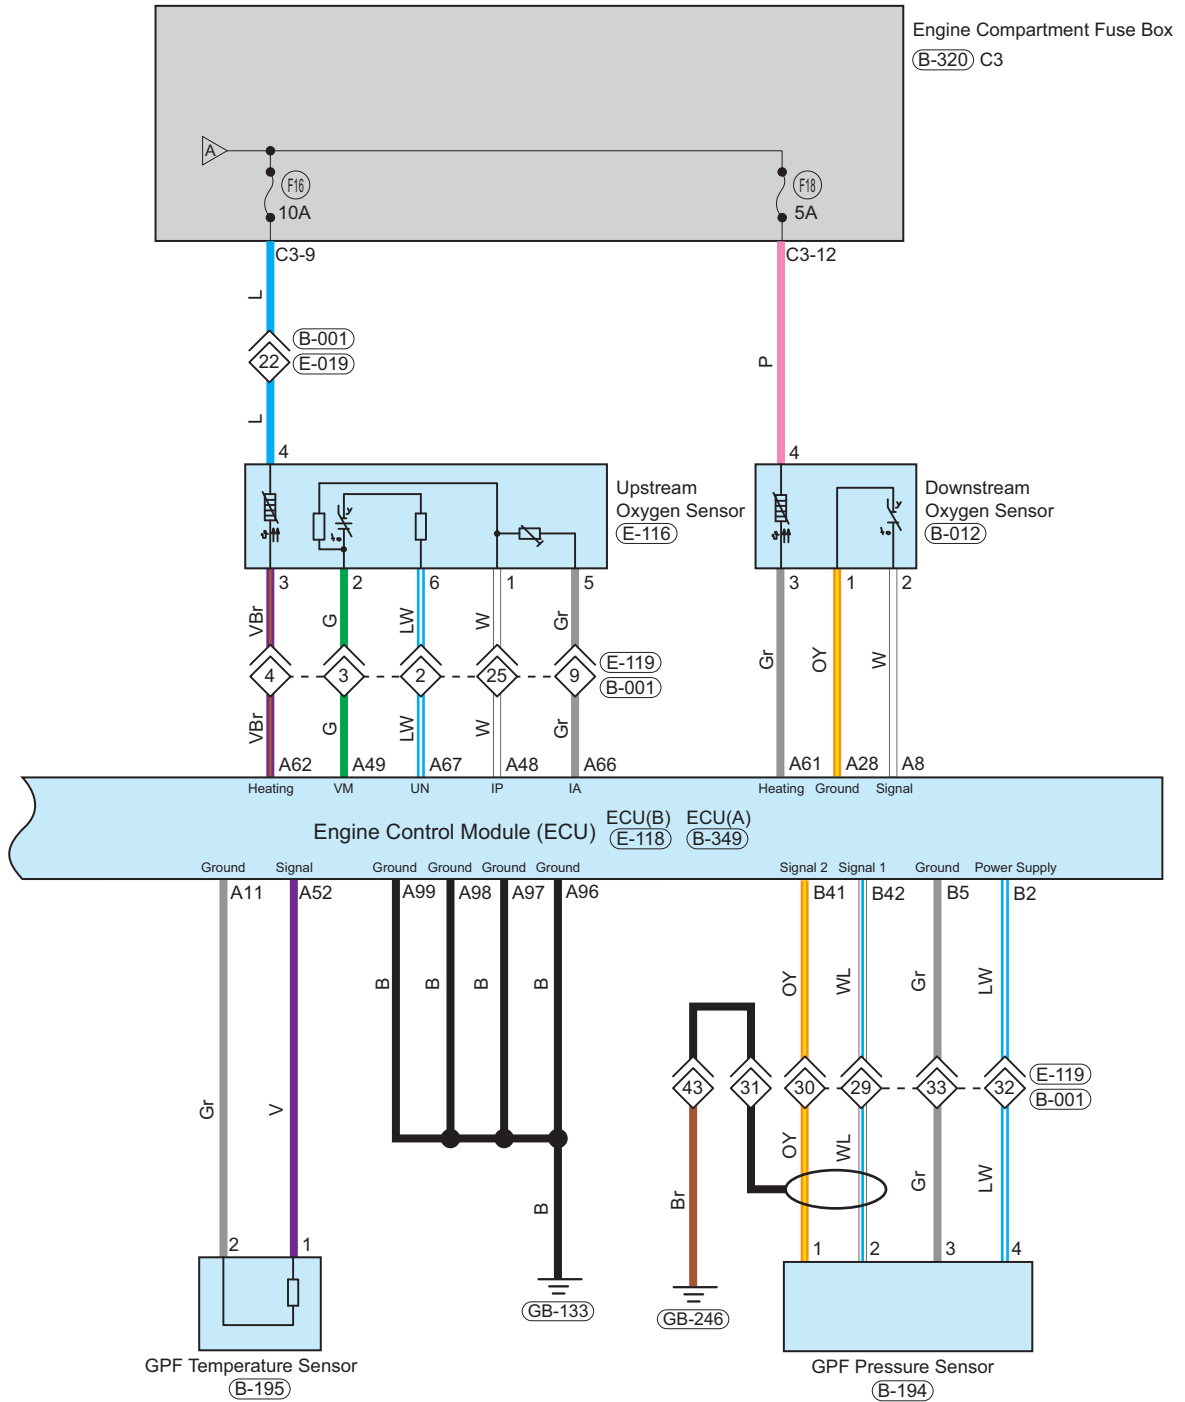 Engine Compartment Fuse Box
B-320 C3
A
F16
10A
F18
5A
C3-9
C3-12
L
B-001
22
E-019
P
L
4
4
Upstream
Oxygen Sensor
E-116
Downstream
Oxygen Sensor
B-012
3 2 6 1 5
3 1 2
VBr G LW W Gr
Gr OY W
4 3 2 25 9
E-119
B-001
VBr G LW W Gr
A62 A49 A67 A48 A66
A61 A28 A8
Heating VM UN IP IA
Heating Ground Signal
Engine Control Module (ECU)
ECU(B) ECU(A)
E-118 B-349
Ground Signal Ground Ground Ground Ground
Signal 2 Signal 1 Ground Power Supply
A11 A52 A99 A98 A97 A96
B41 B42 B5 B2
B B B B
OY WL Gr LW
43 31 30 29 33 32
E-119
B-001
Gr V
OY WL Gr LW
B
Br
2 1
1 2 3 4
GB-133
GB-246
GPF Temperature Sensor
B-195
GPF Pressure Sensor
B-194